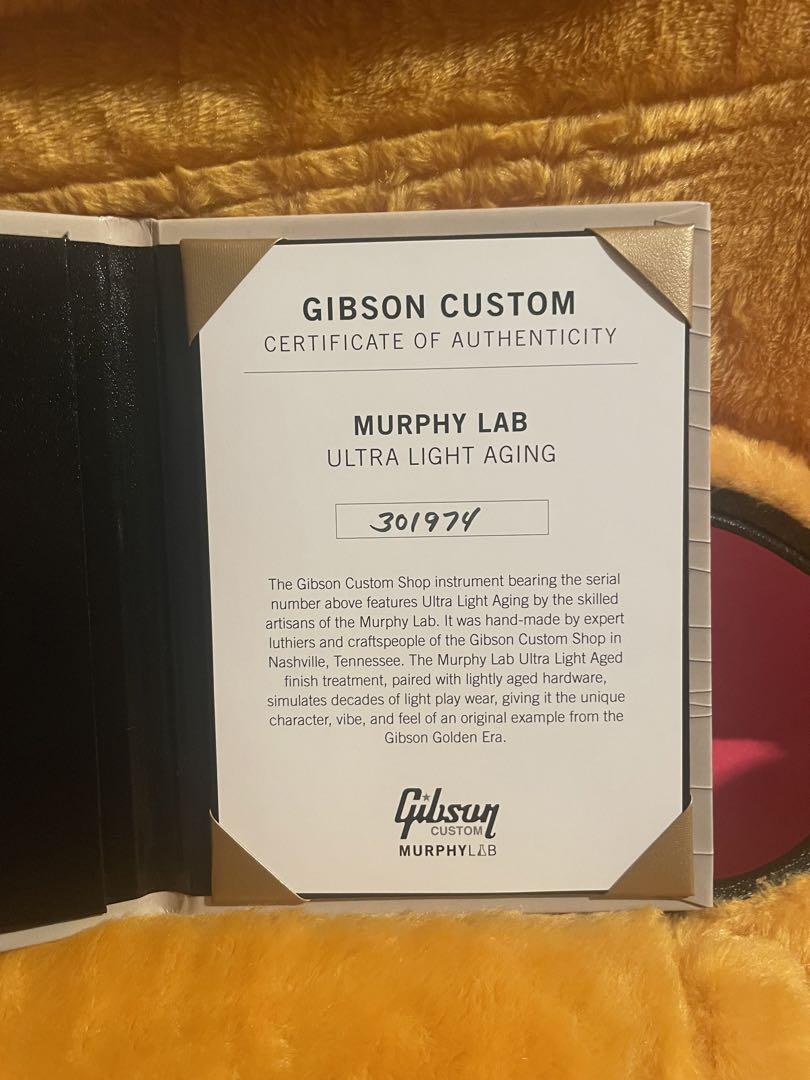 GIBSON CUSTOM
CERTIFICATE OF AUTHENTICITY
MURPHY LAB
ULTRA LIGHT AGING
301974
The Gibson Custom Shop instrument bearing the serial
number above features Ultra Light Aging by the skilled
artisans of the Murphy Lab. It was hand-made by expert
luthiers and craftspeople of the Gibson Custom Shop in
Nashville, Tennessee. The Murphy Lab Ultra Light Aged
finish treatment, paired with lightly aged hardware,
simulates decades of light play wear, giving it the unique
character, vibe, and feel of an original example from the
Gibson Golden Era.
Gibson
CUSTOM
MURPHYLAB